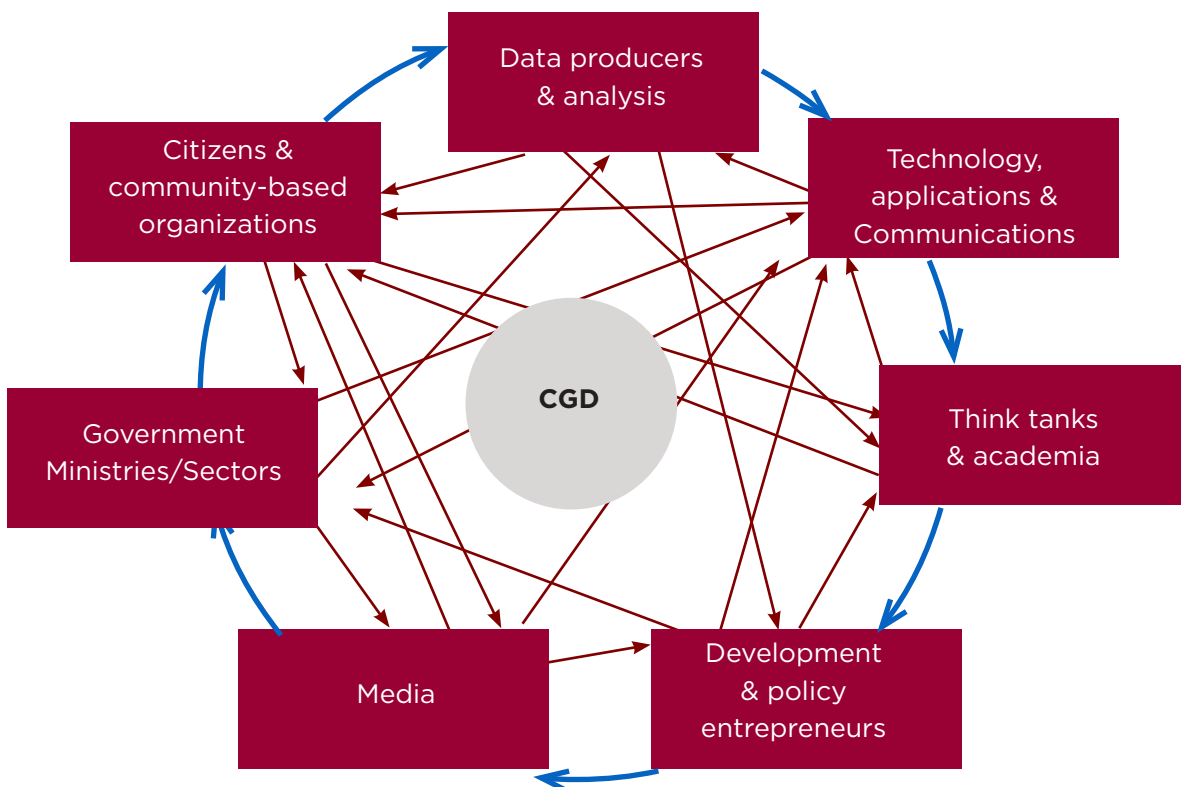 Data producers
& analysis
Citizens &
community-based
organizations
Technology,
applications &
Communications
CGD
Government
Ministries/Sectors
Think tanks
& academia
Media
Development
& policy
entrepreneurs